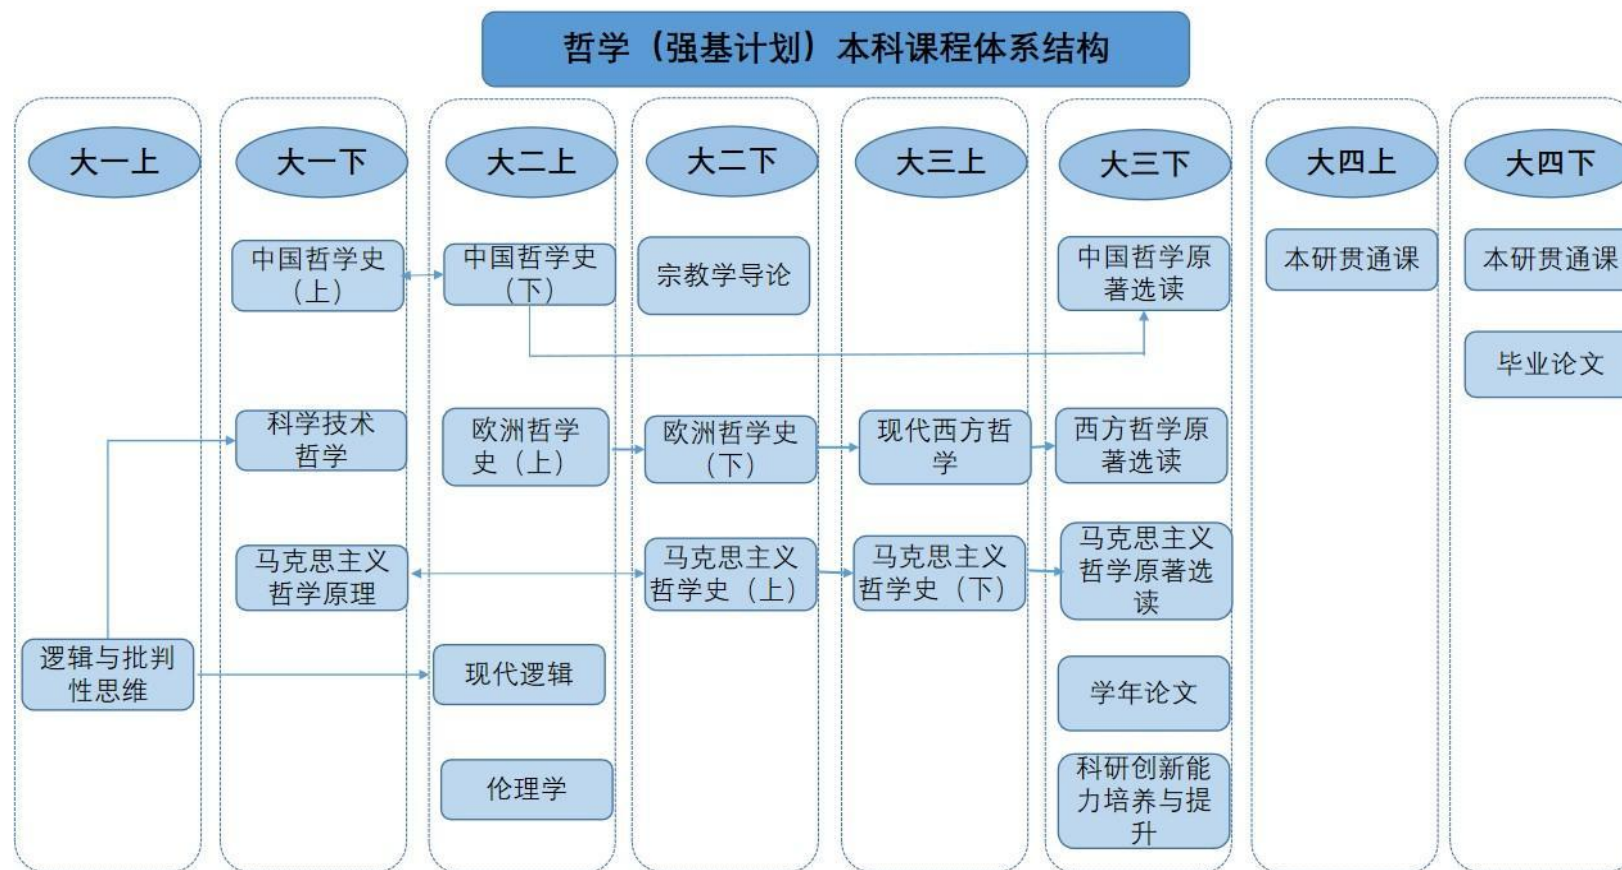 哲学（强基计划）本科课程体系结构
大一上
大一下
大二上
大二下
大三上
大三下
大四上
大四下
中国哲学史
（上）
中国哲学史
（下）
宗教学导论
中国哲学原
著选读
本研贯通课
本研贯通课
毕业论文
科学技术
哲学
欧洲哲学
史（上）
欧洲哲学史
（下）
现代西方哲
学
西方哲学原
著选读
马克思主义
哲学原理
马克思主义
哲学史（上）
马克思主义
哲学史（下）
马克思主义
哲学原著选
读
逻辑与批判
性思维
现代逻辑
学年论文
伦理学
科研创新能
力培养与提
升